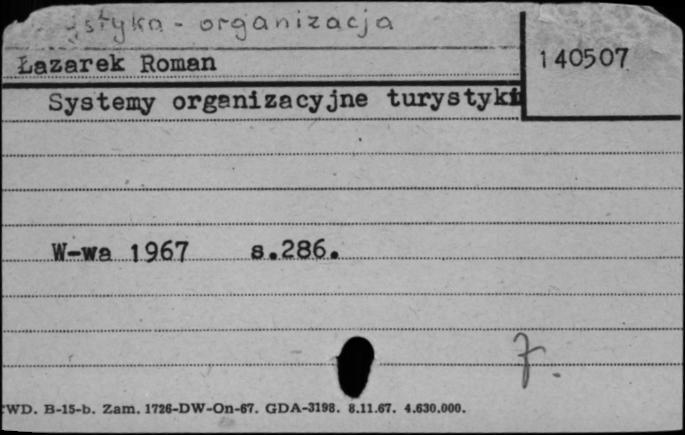 - organizacja
Łazarek Roman
140507
Systemy organizacyjne turystyki
W-wa 1967 s.286.
7.
WD. B-15-b. Zam. 1726-DW-On-67. GDA-3198. 8.11.67. 4.630.000.